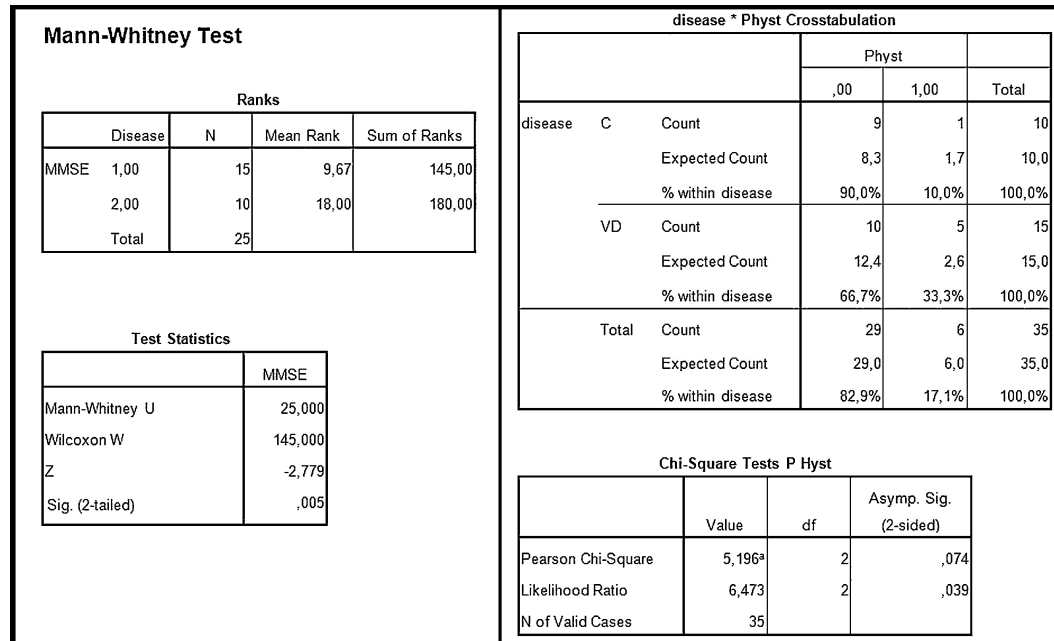 Mann-Whitney Test
Ranks
Disease N Mean Rank Sum of Ranks
MMSE 1,00 15 9,67 145,00
2,00 10 18,00 180,00
Total 25
Test Statistics
MMSE
Mann-Whitney U 25,000
Wilcoxon W 145,000
Z -2,779
Sig. (2-tailed) ,005
disease * Physt Crosstabulation
Physt
,00 1,00 Total
disease C Count 9 1 10
Expected Count 8,3 1,7 10,0
% within disease 90,0% 10,0% 100,0%
VD Count 10 5 15
Expected Count 12,4 2,6 15,0
% within disease 66,7% 33,3% 100,0%
Total Count 29 6 35
Expected Count 29,0 6,0 35,0
% within disease 82,9% 17,1% 100,0%
Chi-Square Tests P Hyst
Asymp. Sig.
Value df (2-sided)
Pearson Chi-Square 5,196ª 2 ,074
Likelihood Ratio 6,473 2 ,039
N of Valid Cases 35